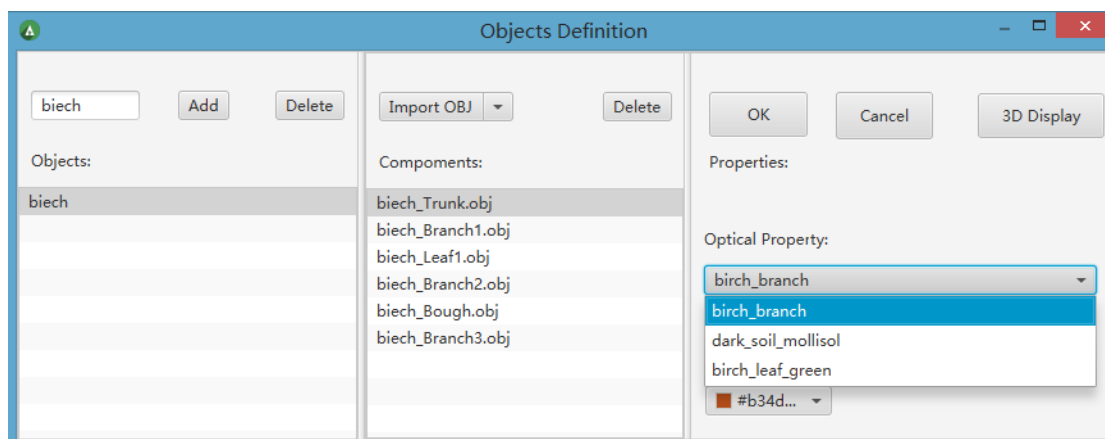 Objects Definition
biech
Add
Delete
Objects:
biech
Import OBJ
Delete
Compoments:
biech_Trunk.obj
biech_Branch1.obj
biech_Leaf1.obj
biech_Branch2.obj
biech_Bough.obj
biech_Branch3.obj
OK
Cancel
3D Display
Properties:
Optical Property:
birch_branch
birch_branch
dark_soil_mollisol
birch_leaf_green
#b34d...